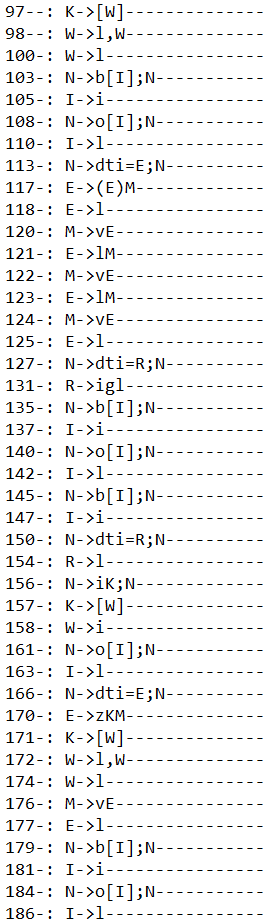 97--: K->[W]--------------
98--: W->l,W--------------
100-: W->l----------------
103-: N->b[I];N-----------
105-: I->i----------------
108-: N->o[I];N-----------
110-: I->l----------------
113-: N->dti=E;N----------
117-: E->(E)M-------------
118-: E->l----------------
120-: M->vE---------------
121-: E->lM---------------
122-: M->vE---------------
123-: E->lM---------------
124-: M->vE---------------
125-: E->l----------------
127-: N->dti=R;N----------
131-: R->igl--------------
135-: N->b[I];N-----------
137-: I->i----------------
140-: N->o[I];N-----------
142-: I->l----------------
145-: N->b[I];N-----------
147-: I->i----------------
150-: N->dti=R;N----------
154-: R->l----------------
156-: N->iK;N-------------
157-: K->[W]--------------
158-: W->i----------------
161-: N->o[I];N-----------
163-: I->l----------------
166-: N->dti=E;N----------
170-: E->zKM--------------
171-: K->[W]--------------
172-: W->l,W--------------
174-: W->l----------------
176-: M->vE---------------
177-: E->l----------------
179-: N->b[I];N-----------
181-: I->i----------------
184-: N->o[I];N-----------
186-: I->l----------------